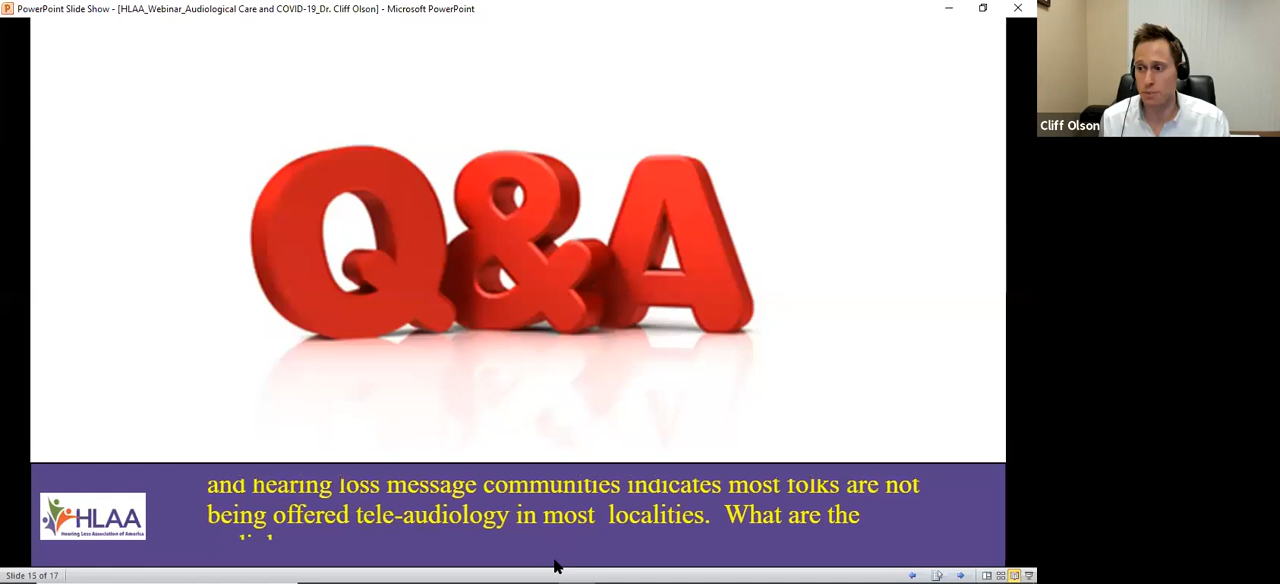 PowerPoint Slide Show - [HLAA_Webinar_Audiological Care and COVID-19_Dr. Cliff Olson] - Microsoft PowerPoint
Cliff Olson
Q&A
and hearing loss message communities indicates most folks are not
being offered tele-audiology in most localities. What are the
HLAA
Hearing Loss Association of America
Slide 15 of 17